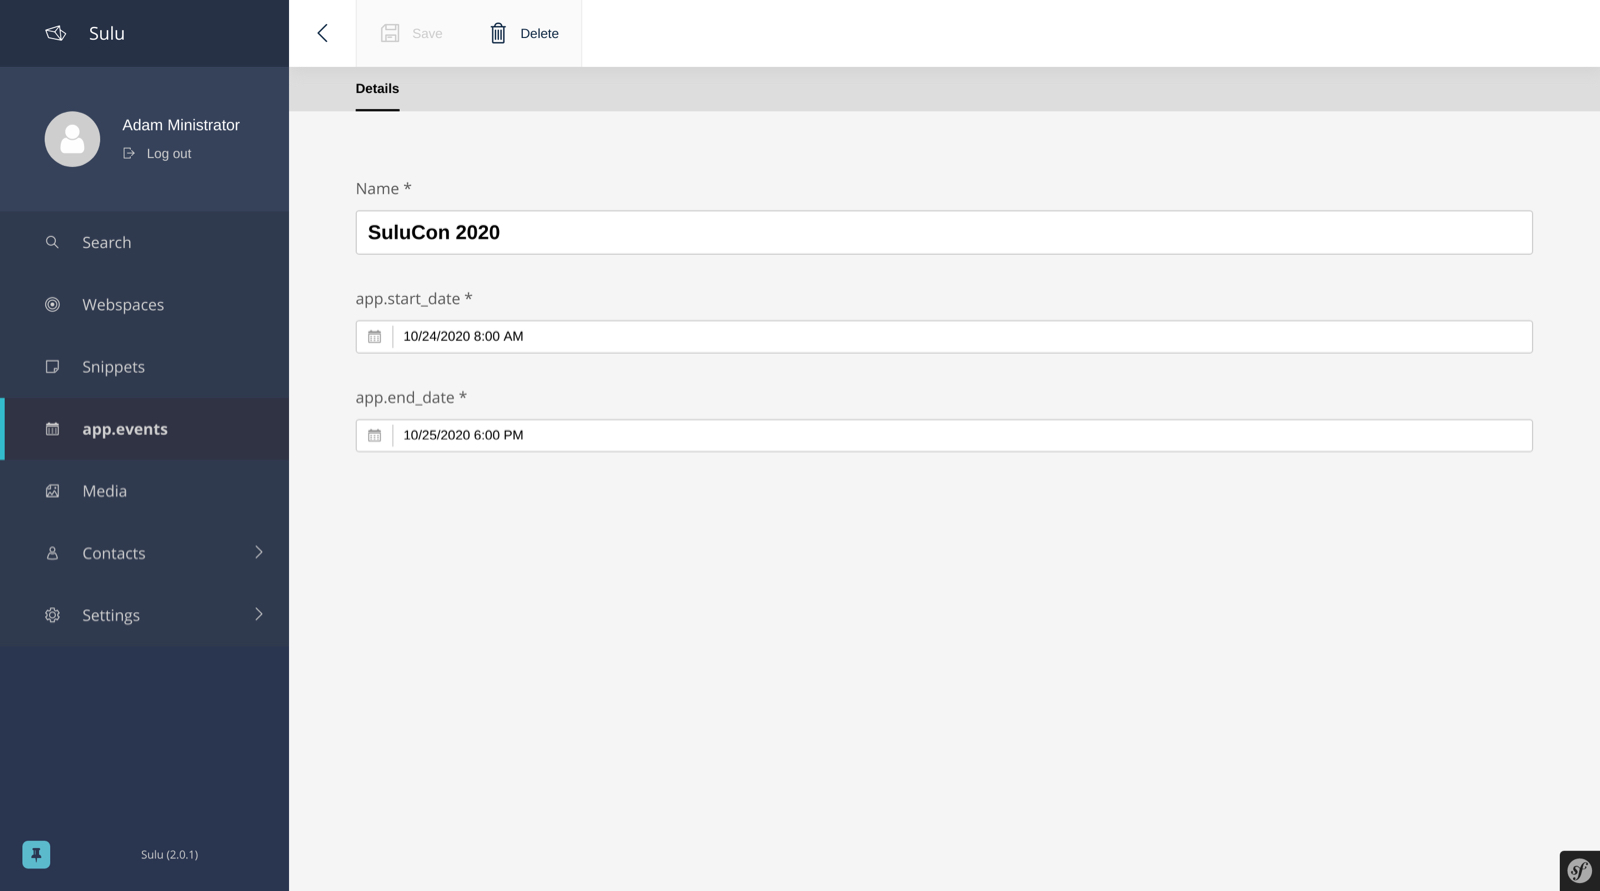 Sulu
Save
Delete
Details
Adam Ministrator
Log out
Search
Webspaces
Snippets
app.events
Media
Contacts
Settings
Sulu (2.0.1)
Name *
SuluCon 2020
app.start_date *
10/24/2020 8:00 AM
app.end_date *
10/25/2020 6:00 PM
sf